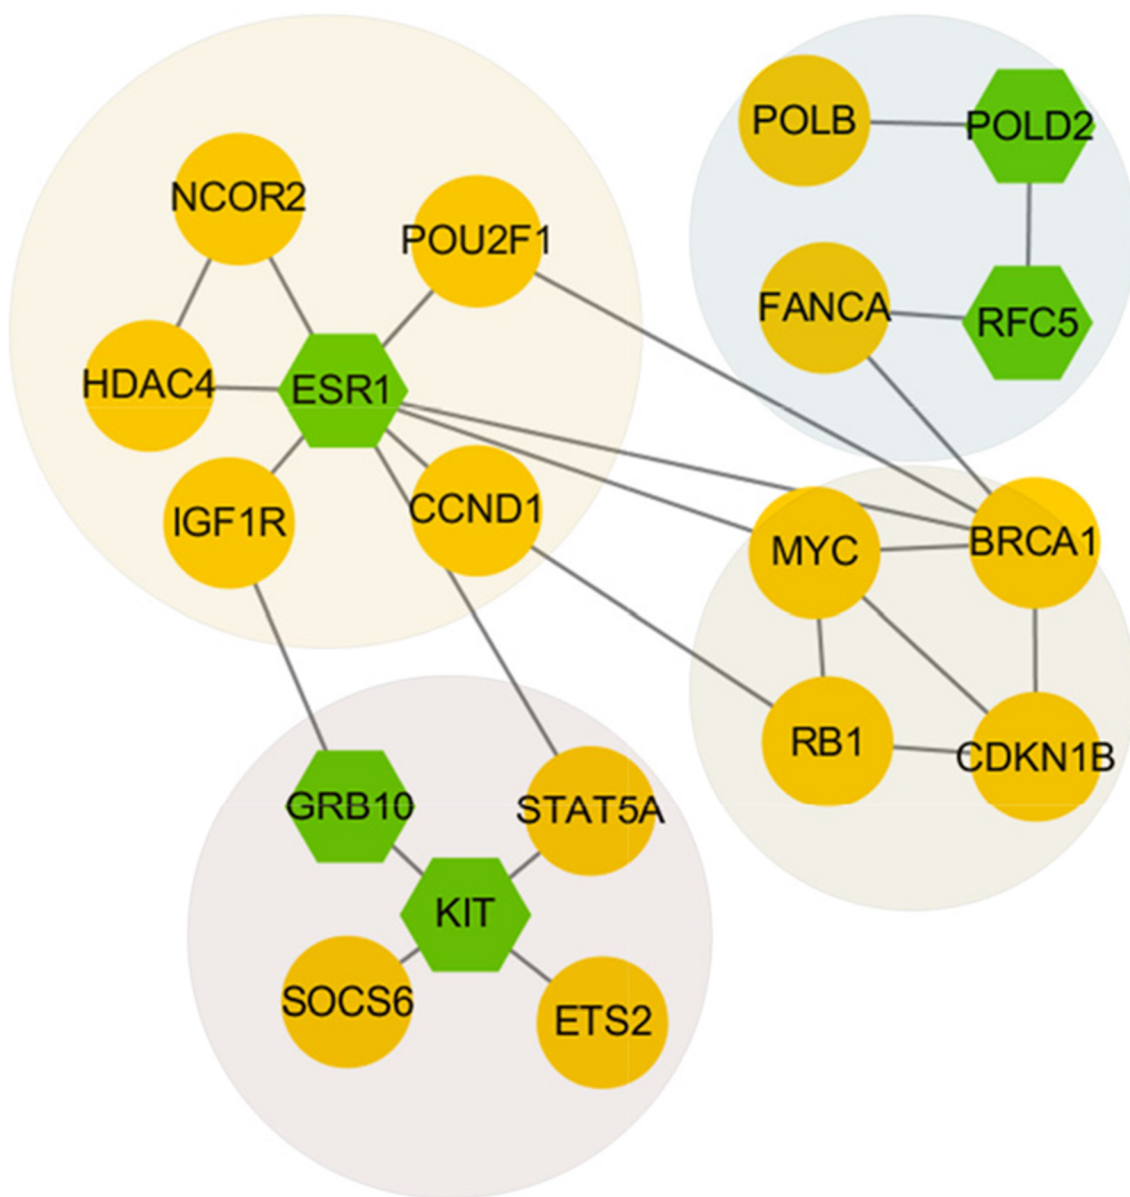 POLB
POLD2
NCOR2
POU2F1
FANCA
RFC5
HDAC4
ESR1
IGF1R
CCND1
MYC
BRCA1
RB1
CDKN1B
GRB10
STAT5A
KIT
SOCS6
ETS2